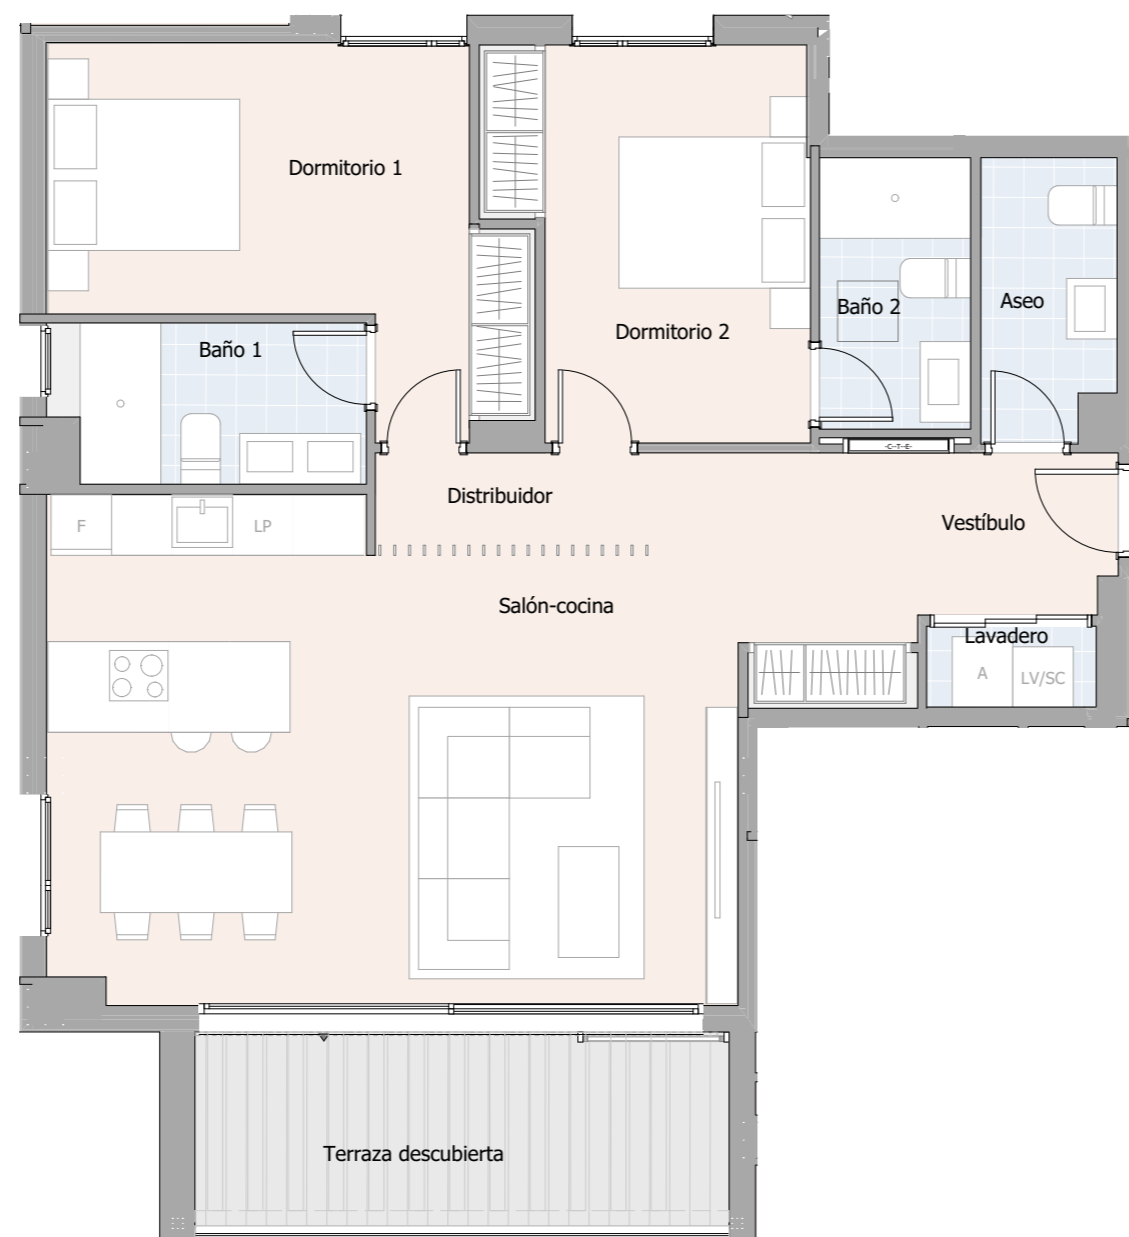 Dormitorio 1
Dormitorio 2
Baño 2
Aseo
Baño 1
-C-T-E-
Distribuidor
Vestíbulo
F
LP
Salón-cocina
Lavadero
A
LV/SC
Terraza descubierta